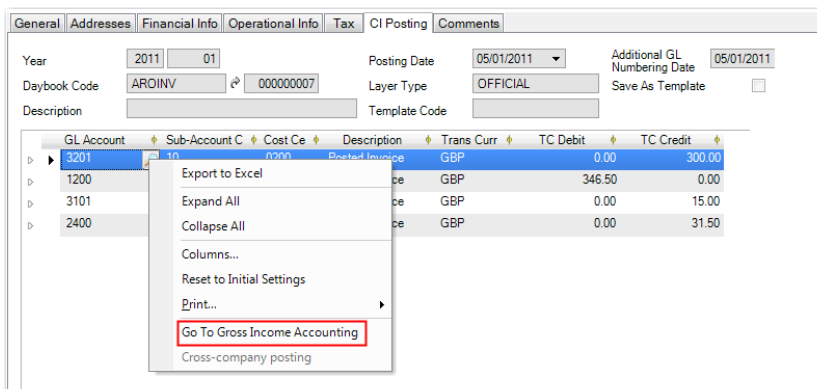 General Addresses Financial Info Operational Info Tax CI Posting Comments
Year 2011 01 Posting Date 05/01/2011 Additional GL Numbering Date 05/01/2011
Daybook Code AROINV 000000007 Layer Type OFFICIAL Save As Template
Description Template Code
GL Account Sub-Account C Cost Ce Description Trans Curr TC Debit TC Credit
3201 10 0200 Posted Invoice GBP 0.00 300.00
1200 ce GBP 346.50 0.00
3101 ce GBP 0.00 15.00
2400 ce GBP 0.00 31.50
Export to Excel
Expand All
Collapse All
Columns...
Reset to Initial Settings
Print...
Go To Gross Income Accounting
Cross-company posting